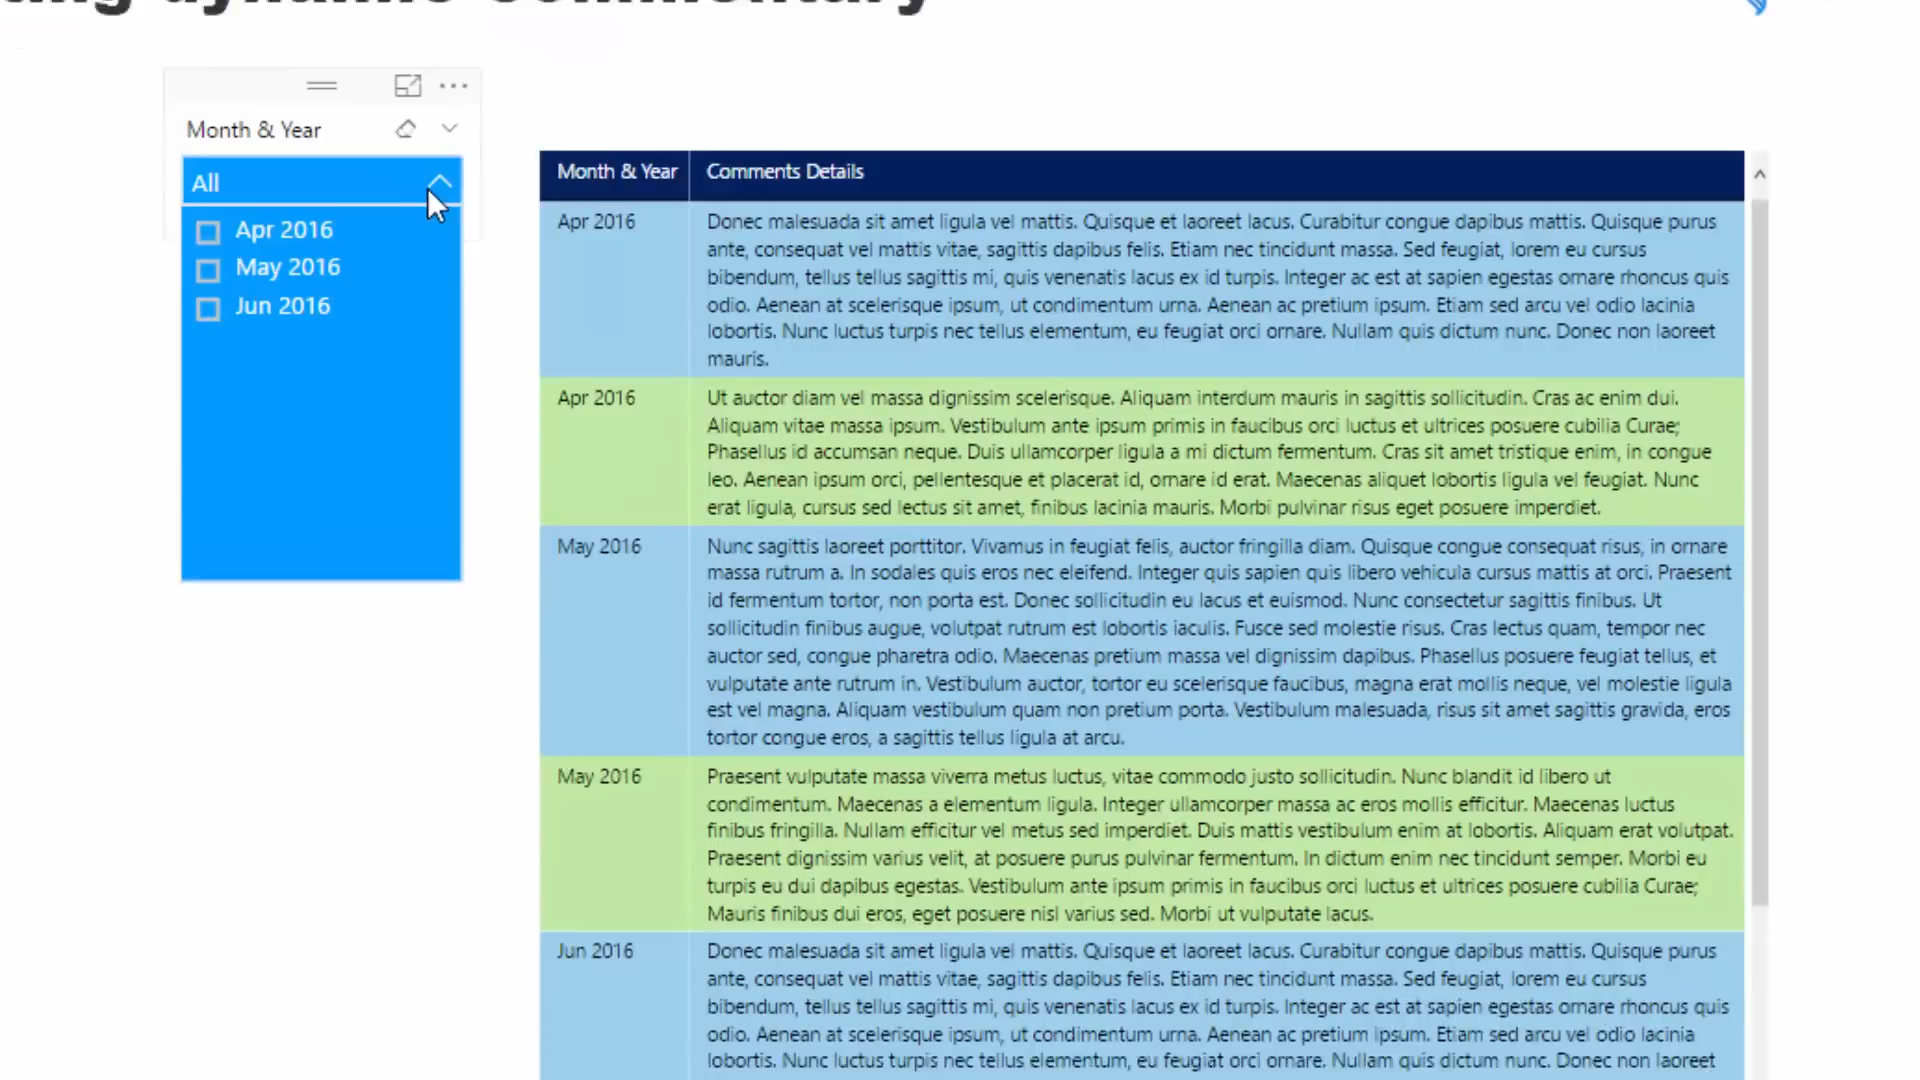 dynamic commentary
Month & Year
All
Apr 2016
May 2016
Jun 2016
Month & Year Comments Details
Apr 2016 Donec malesuada sit amet ligula vel mattis. Quisque et laoreet lacus. Curabitur congue dapibus mattis. Quisque purus
ante, consequat vel mattis vitae, sagittis dapibus felis. Etiam nec tincidunt massa. Sed feugiat, lorem eu cursus
bibendum, tellus tellus sagittis mi, quis venenatis lacus ex id turpis. Integer ac est at sapien egestas ornare rhoncus quis
odio. Aenean at scelerisque ipsum, ut condimentum urna. Aenean ac pretium ipsum. Etiam sed arcu vel odio lacinia
lobortis. Nunc luctus turpis nec tellus elementum, eu feugiat orci ornare. Nullam quis dictum nunc. Donec non laoreet
mauris.
Apr 2016 Ut auctor diam vel massa dignissim scelerisque. Aliquam interdum mauris in sagittis sollicitudin. Cras ac enim dui.
Aliquam vitae massa ipsum. Vestibulum ante ipsum primis in faucibus orci luctus et ultrices posuere cubilia Curae;
Phasellus id accumsan neque. Duis ullamcorper ligula a mi dictum fermentum. Cras sit amet tristique enim, in congue
leo. Aenean ipsum orci, pellentesque et placerat id, ornare id erat. Maecenas aliquet lobortis ligula vel feugiat. Nunc
erat ligula, cursus sed lectus sit amet, finibus lacinia mauris. Morbi pulvinar risus eget posuere imperdiet.
May 2016 Nunc sagittis laoreet porttitor. Vivamus in feugiat felis, auctor fringilla diam. Quisque congue consequat risus, in ornare
massa rutrum a. In sodales quis eros nec eleifend. Integer quis sapien quis libero vehicula cursus mattis at orci. Praesent
id fermentum tortor, non porta est. Donec sollicitudin eu lacus et euismod. Nunc consectetur sagittis finibus. Ut
sollicitudin finibus augue, volutpat rutrum est lobortis iaculis. Fusce sed molestie risus. Cras lectus quam, tempor nec
auctor sed, congue pharetra odio. Maecenas pretium massa vel dignissim dapibus. Phasellus posuere feugiat tellus, et
vulputate ante rutrum in. Vestibulum auctor, tortor eu scelerisque faucibus, magna erat mollis neque, vel molestie ligula
est vel magna. Aliquam vestibulum quam non pretium porta. Vestibulum malesuada, risus sit amet sagittis gravida, eros
tortor congue eros, a sagittis tellus ligula at arcu.
May 2016 Praesent vulputate massa viverra metus luctus, vitae commodo justo sollicitudin. Nunc blandit id libero ut
condimentum. Maecenas a elementum ligula. Integer ullamcorper massa ac eros mollis efficitur. Maecenas luctus
finibus fringilla. Nullam efficitur vel metus sed imperdiet. Duis mattis vestibulum enim at lobortis. Aliquam erat volutpat.
Praesent dignissim varius velit, at posuere purus pulvinar fermentum. In dictum enim nec tincidunt semper. Morbi eu
turpis eu dui dapibus egestas. Vestibulum ante ipsum primis in faucibus orci luctus et ultrices posuere cubilia Curae;
Mauris finibus dui eros, eget posuere nisl varius sed. Morbi ut vulputate lacus.
Jun 2016 Donec malesuada sit amet ligula vel mattis. Quisque et laoreet lacus. Curabitur congue dapibus mattis. Quisque purus
ante, consequat vel mattis vitae, sagittis dapibus felis. Etiam nec tincidunt massa. Sed feugiat, lorem eu cursus
bibendum, tellus tellus sagittis mi, quis venenatis lacus ex id turpis. Integer ac est at sapien egestas ornare rhoncus quis
odio. Aenean at scelerisque ipsum, ut condimentum urna. Aenean ac pretium ipsum. Etiam sed arcu vel odio lacinia
lobortis. Nunc luctus turpis nec tellus elementum, eu feugiat orci ornare. Nullam quis dictum nunc. Donec non laoreet